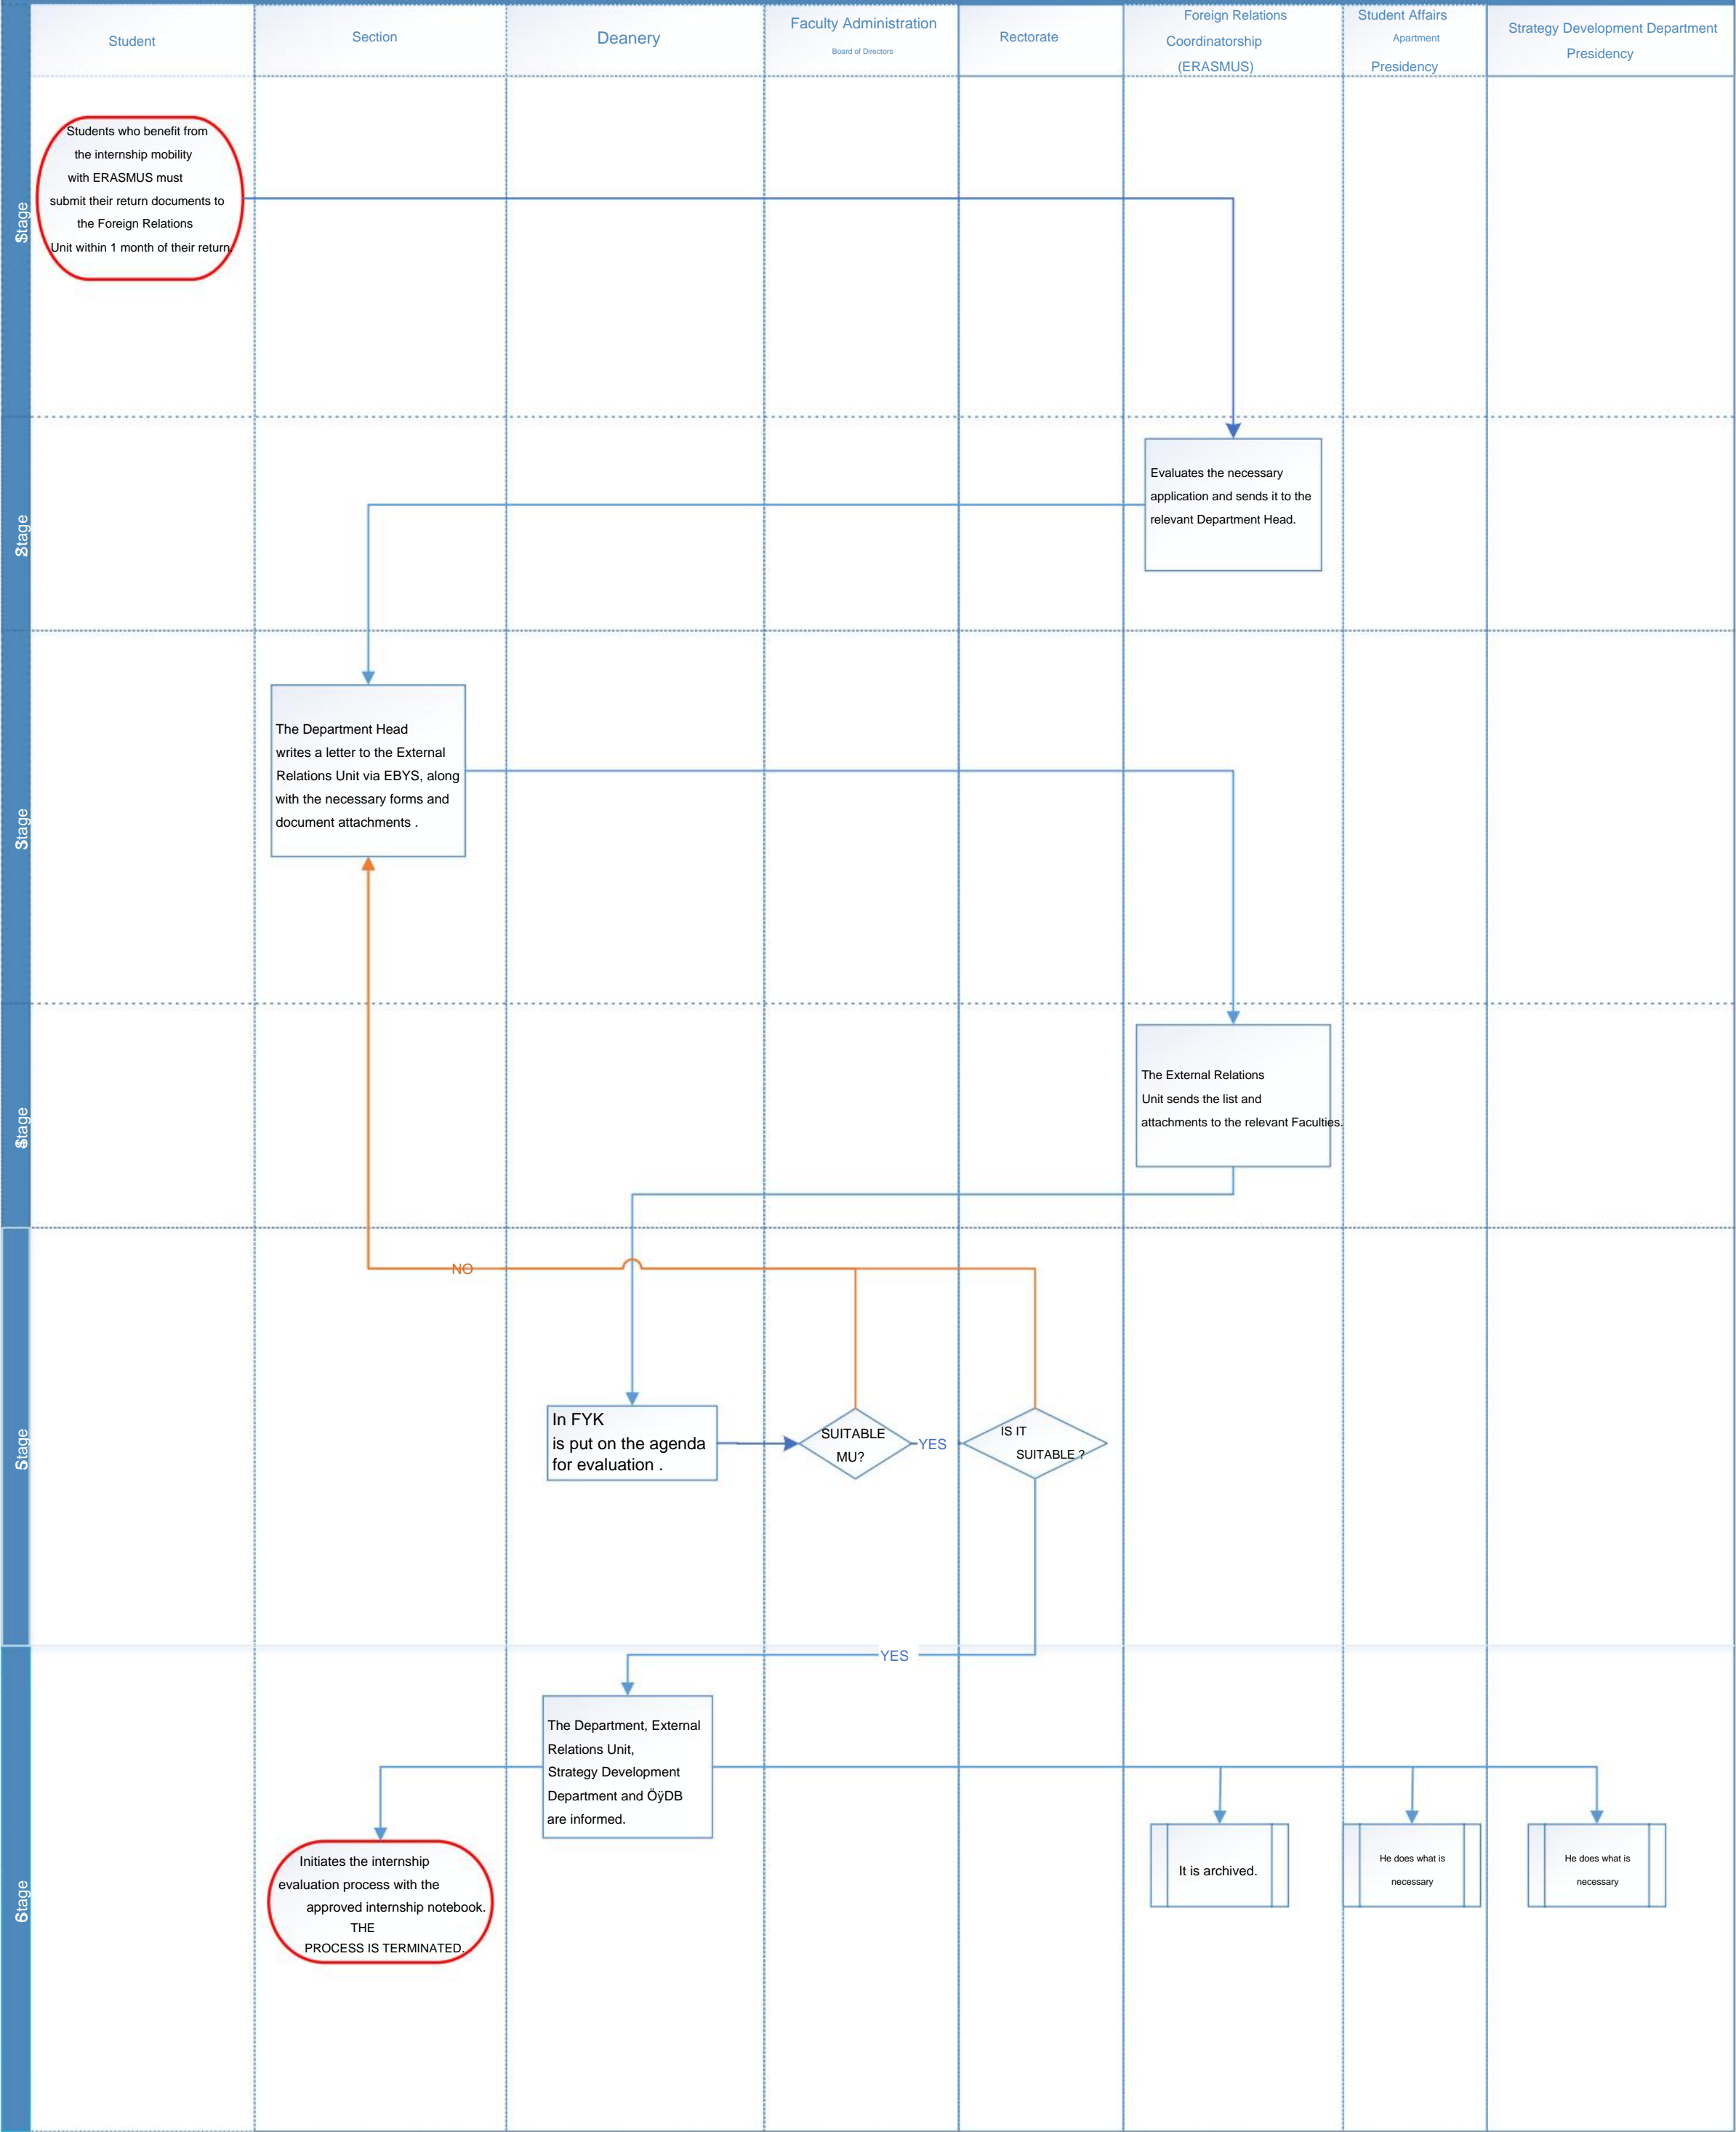 Student
Section
Deanery
Faculty Administration
Board of Directors
Rectorate
Foreign Relations
Coordinatorship
(ERASMUS)
Student Affairs
Apartment
Presidency
Strategy Development Department
Presidency
Stage
Students who benefit from
the internship mobility
with ERASMUS must
submit their return documents to
the Foreign Relations
Unit within 1 month of their return.
Stage
Evaluates the necessary
application and sends it to the
relevant Department Head.
Stage
The Department Head
writes a letter to the External
Relations Unit via EBYS, along
with the necessary forms and
document attachments .
Stage
The External Relations
Unit sends the list and
attachments to the relevant Faculties.
Stage
NO
In FYK
is put on the agenda
for evaluation .
SUITABLE
MU?
YES
IS IT
SUITABLE ?
YES
Stage
The Department, External
Relations Unit,
Strategy Development
Department and ÖÿDB
are informed.
Initiates the internship
evaluation process with the
approved internship notebook.
THE
PROCESS IS TERMINATED.
It is archived.
He does what is
necessary
He does what is
necessary